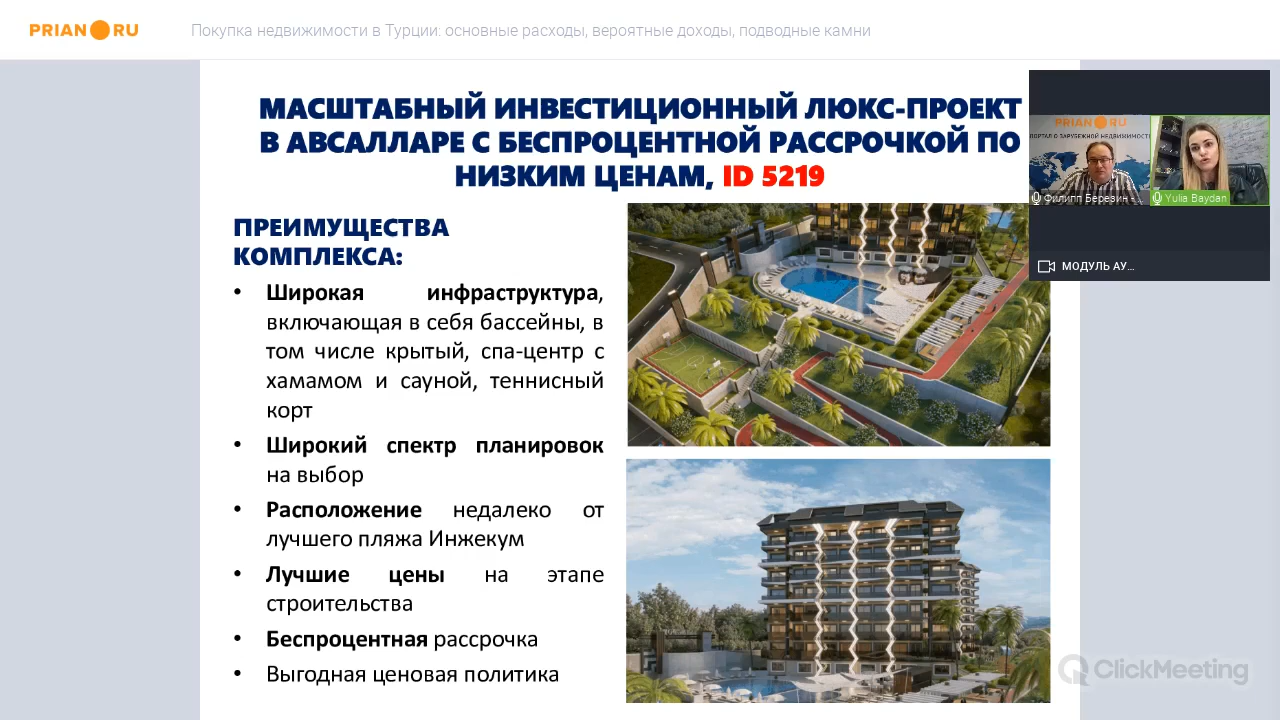 PRIAN RU
Покупка недвижимости в Турции: основные расходы, вероятные доходы, подводные камни
МАСШТАБНЫЙ ИНВЕСТИЦИОННЫЙ ЛЮКС-ПРОЕКТ
В АВСАЛЛАРЕ С БЕСПРОЦЕНТНОЙ РАССРОЧКОЙ ПО
НИЗКИМ ЦЕНАМ, ID 5219
ПРЕИМУЩЕСТВА
КОМПЛЕКСА:
• Широкая инфраструктура,
включающая в себя бассейны, в
том числе крытый, спа-центр с
хамамом и сауной, теннисный
корт
• Широкий спектр планировок
на выбор
• Расположение недалеко от
лучшего пляжа Инжекум
• Лучшие цены на этапе
строительства
• Беспроцентная рассрочка
• Выгодная ценовая политика
PRIAN RU
ПОРТАЛ О ЗАРУБЕЖНОЙ НЕДВИЖИМОСТИ
Филипп Березин -...
Yulia Baydan
МОДУЛЬ АУ...
ClickMeeting